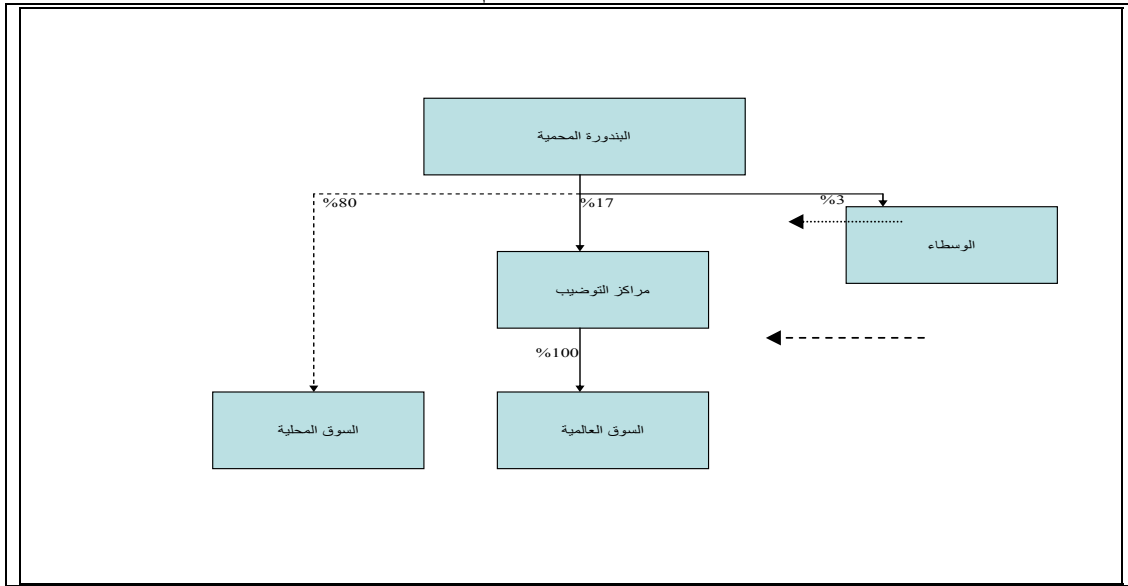 البندورة المحمية
%3
%17
%80
الوسطاء
مراكز التوضيب
%100
السوق العالمية
السوق المحلية